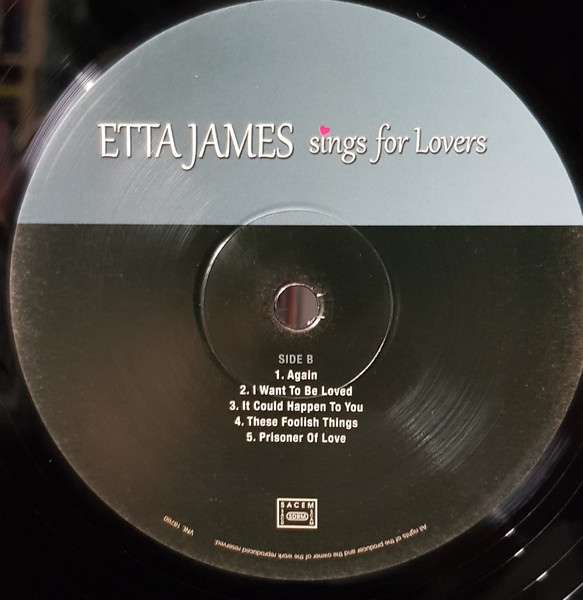 ETTA JAMES sings for Lovers
SIDE B
1. Again
2. I Want To Be Loved
3. It Could Happen To You
4. These Foolish Things
5. Prisoner Of Love
SACEM
SDRM
All rights of the producer and the owner of the work reproduced reserved.
VNL 18760